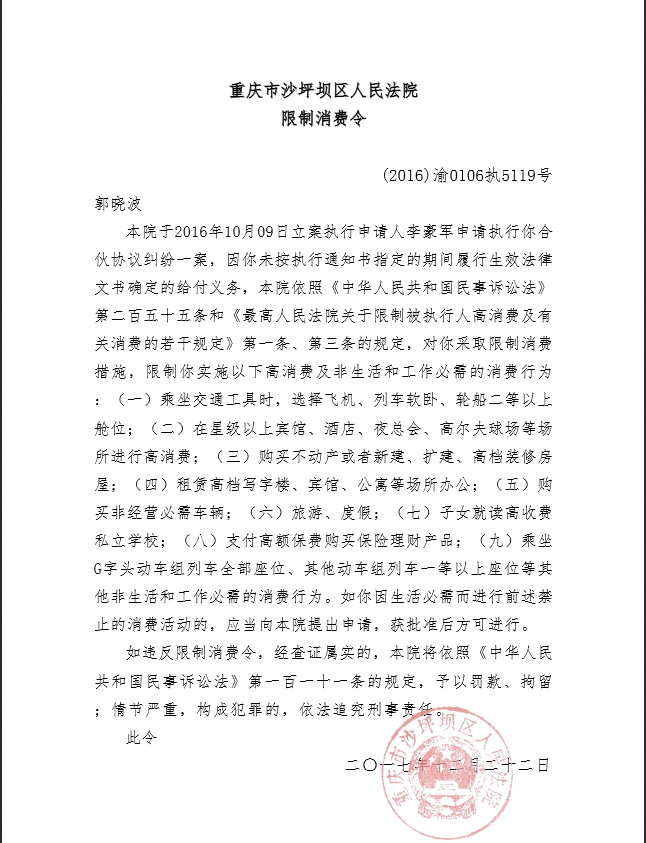 重庆市沙坪坝区人民法院
限制消费令
(2016)渝0106执5119号
郭晓波
本院于2016年10月09日立案执行申请人李豪军申请执行你合
伙协议纠纷一案，因你未按执行通知书指定的期间履行生效法律
文书确定的给付义务，本院依照《中华人民共和国民事诉讼法》
第二百五十五条和《最高人民法院关于限制被执行人高消费及有
关消费的若干规定》第一条、第三条的规定，对你采取限制消费
措施，限制你实施以下高消费及非生活和工作必需的消费行为
：（一）乘坐交通工具时，选择飞机、列车软卧、轮船二等以上
舱位；（二）在星级以上宾馆、酒店、夜总会、高尔夫球场等场
所进行高消费；（三）购买不动产或者新建、扩建、高档装修房
屋；（四）租赁高档写字楼、宾馆、公寓等场所办公；（五）购
买非经营必需车辆；（六）旅游、度假；（七）子女就读高收费
私立学校；（八）支付高额保费购买保险理财产品；（九）乘坐
G字头动车组列车全部座位、其他动车组列车一等以上座位等其
他非生活和工作必需的消费行为。如你因生活必需而进行前述禁
止的消费活动的，应当向本院提出申请，获批准后方可进行。
如违反限制消费令，经查证属实的，本院将依照《中华人民
共和国民事诉讼法》第一百一十一条的规定，予以罚款、拘留
；情节严重，构成犯罪的，依法追究刑事责任。
此令
二〇一七年十二月二十二日
重庆市沙坪坝区人民法院